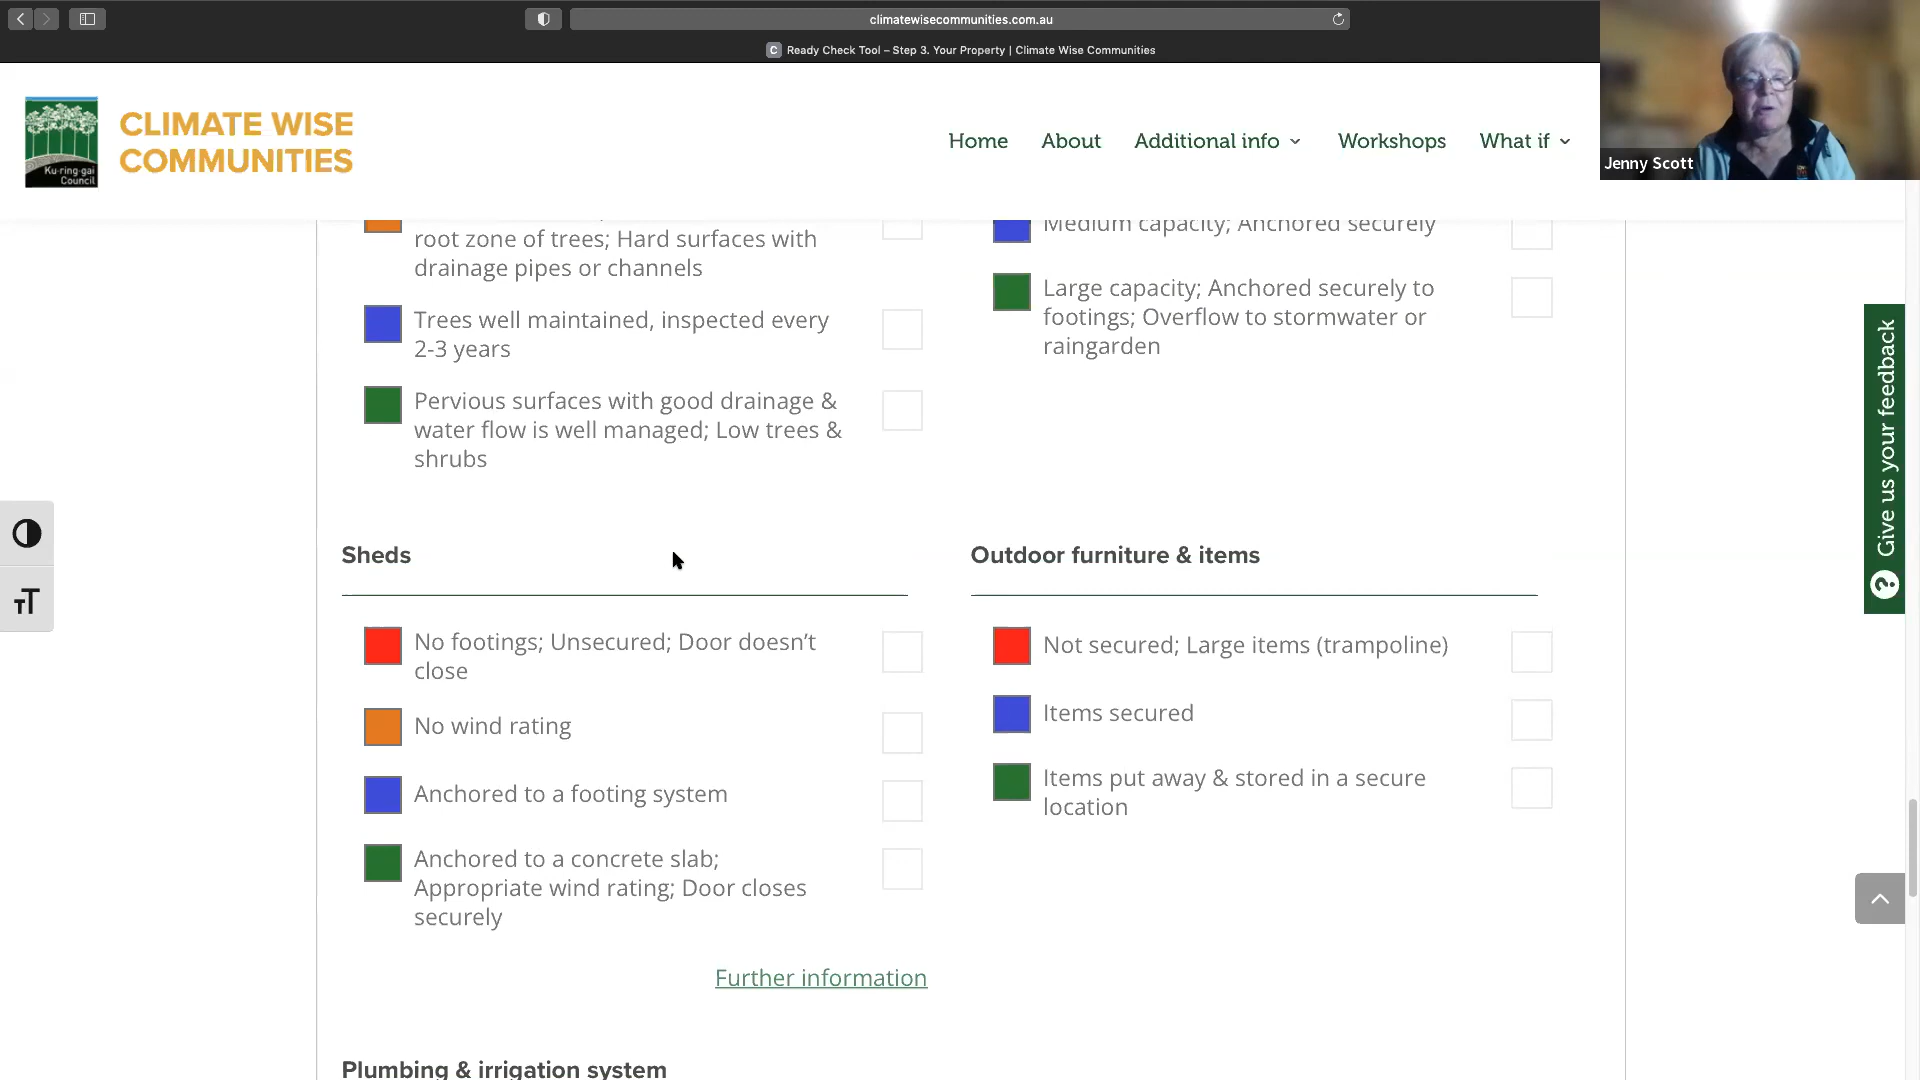 climatewisecommunities.com.au
C Ready Check Tool – Step 3. Your Property | Climate Wise Communities
Ku-ring-gai
Council
CLIMATE WISE
COMMUNITIES
Home About Additional info Workshops What if
Jenny Scott
root zone of trees; Hard surfaces with
drainage pipes or channels
Trees well maintained, inspected every
2-3 years
Pervious surfaces with good drainage &
water flow is well managed; Low trees &
shrubs
Medium capacity; Anchored securely
Large capacity; Anchored securely to
footings; Overflow to stormwater or
raingarden
Give us your feedback
Sheds
No footings; Unsecured; Door doesn’t
close
No wind rating
Anchored to a footing system
Anchored to a concrete slab;
Appropriate wind rating; Door closes
securely
Outdoor furniture & items
Not secured; Large items (trampoline)
Items secured
Items put away & stored in a secure
location
Further information
Plumbing & irrigation system